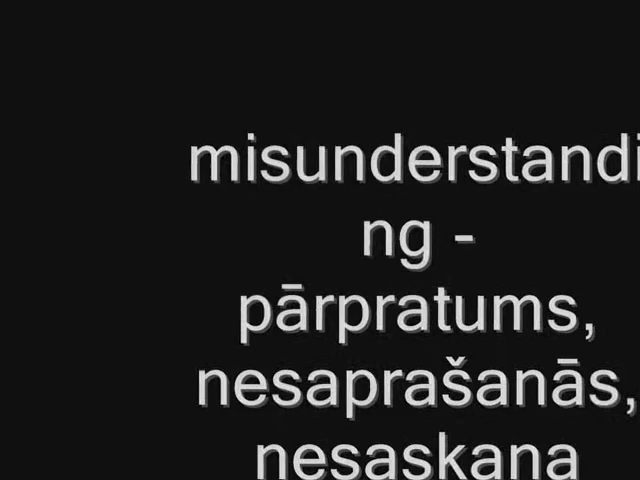 misunderstandi
ng -
pārpratums,
nesaprašanās,
nesaskana